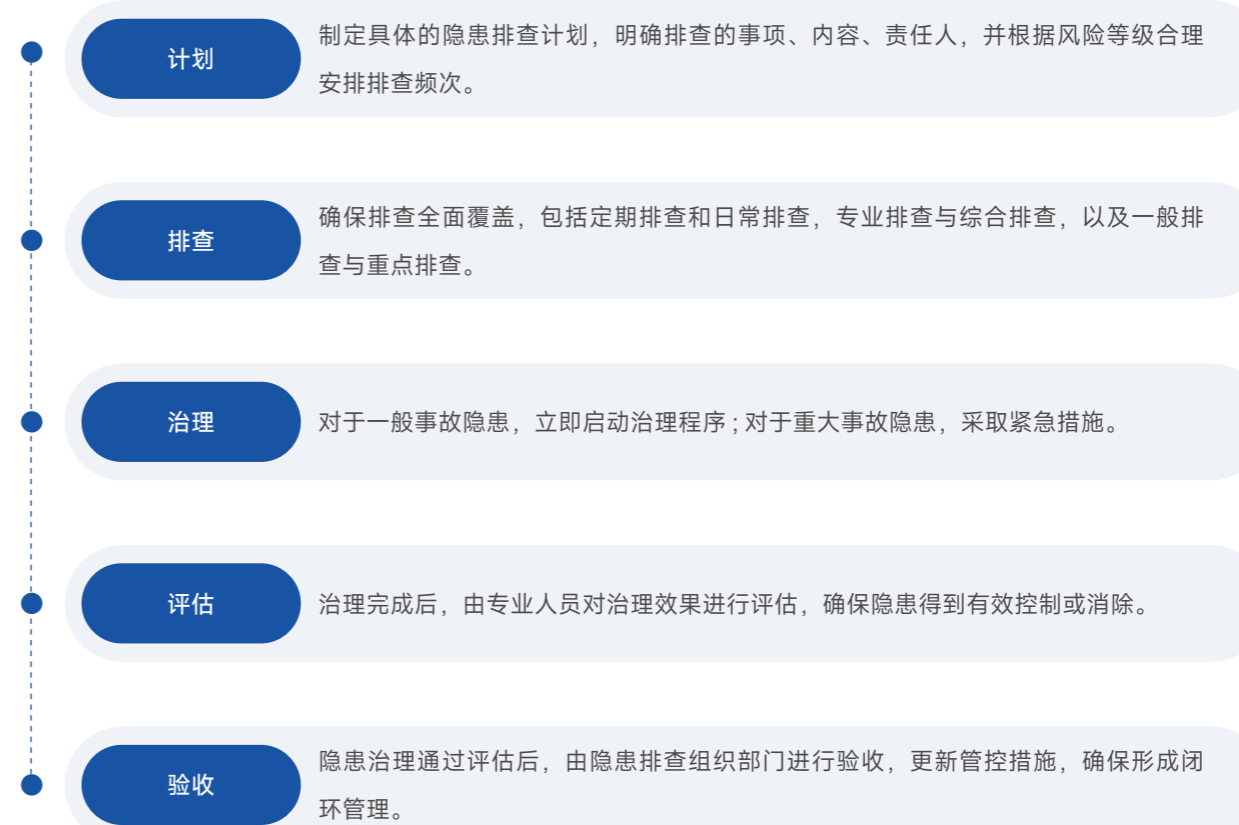 计划
制定具体的隐患排查计划，明确排查的事项、内容、责任人，并根据风险等级合理
安排排查频次。
排查
确保排查全面覆盖，包括定期排查和日常排查，专业排查与综合排查，以及一般排
查与重点排查。
治理
对于一般事故隐患，立即启动治理程序；对于重大事故隐患，采取紧急措施。
评估
治理完成后，由专业人员对治理效果进行评估，确保隐患得到有效控制或消除。
验收
隐患治理通过评估后，由隐患排查组织部门进行验收，更新管控措施，确保形成闭
环管理。